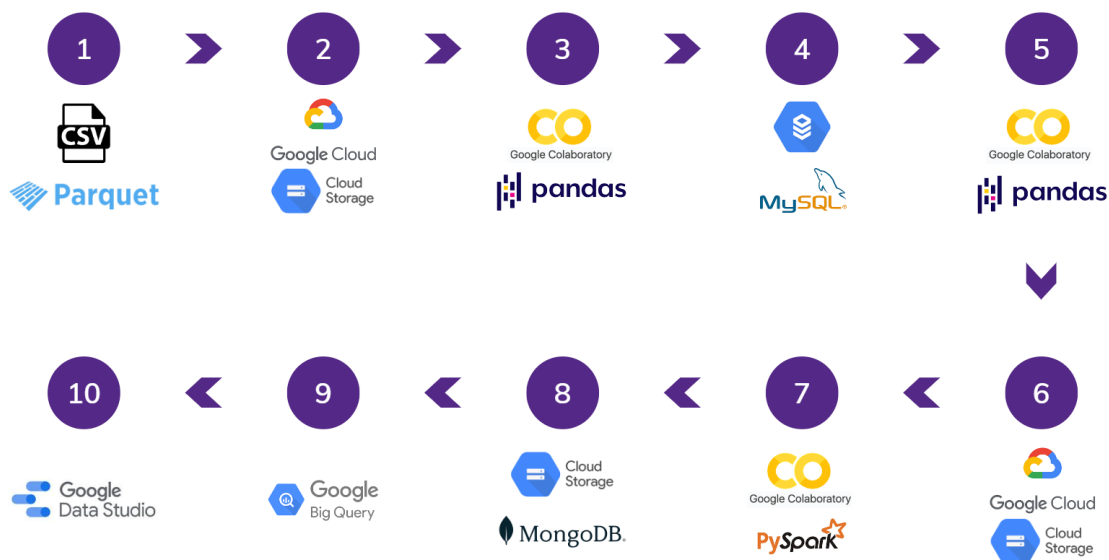 1
2
3
4
5
CSV
Parquet
Google Cloud
Cloud
Storage
Google Colaboratory
pandas
MySQL®
Google Colaboratory
pandas
10
9
8
7
6
Google
Data Studio
Google
Big Query
Cloud
Storage
MongoDB.
Google Colaboratory
PySpark
Google Cloud
Cloud
Storage